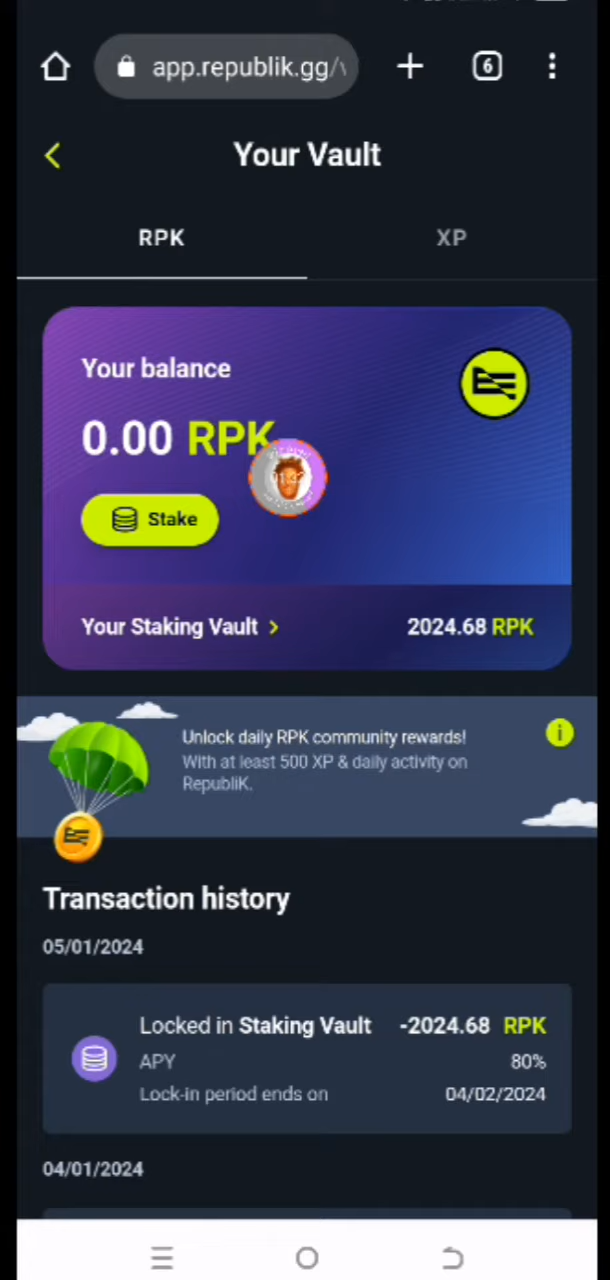 app.republik.gg/
6
Your Vault
RPK
XP
Your balance
0.00 RPK
Stake
Your Staking Vault >
2024.68 RPK
Unlock daily RPK community rewards!
With at least 500 XP & daily activity on
RepubliK.
i
Transaction history
05/01/2024
Locked in Staking Vault -2024.68 RPK
APY 80%
Lock-in period ends on 04/02/2024
04/01/2024